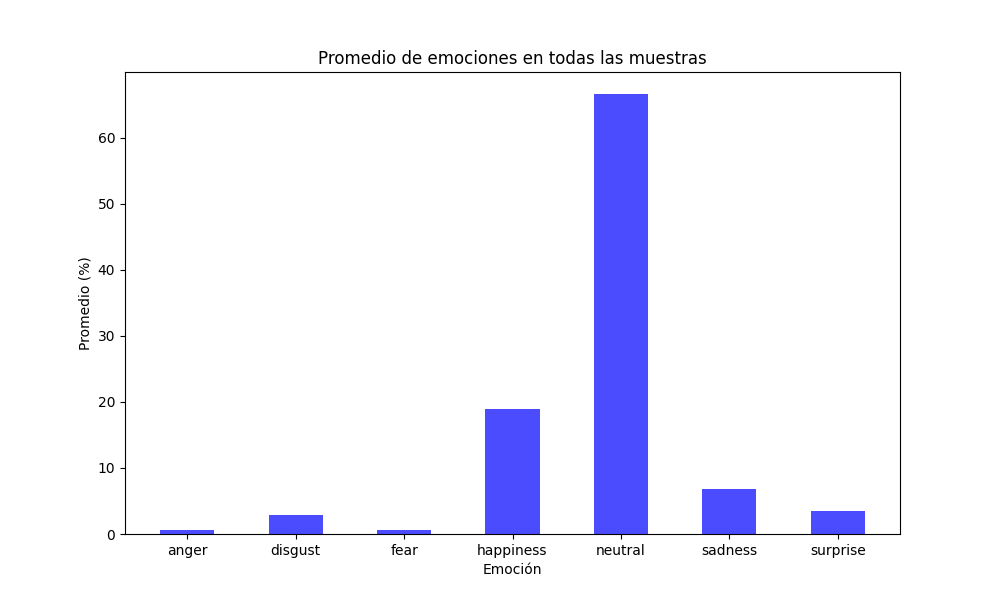 Promedio de emociones en todas las muestras
Promedio (%)
60
50
40
30
20
10
0
anger disgust fear happiness neutral sadness surprise
Emoción